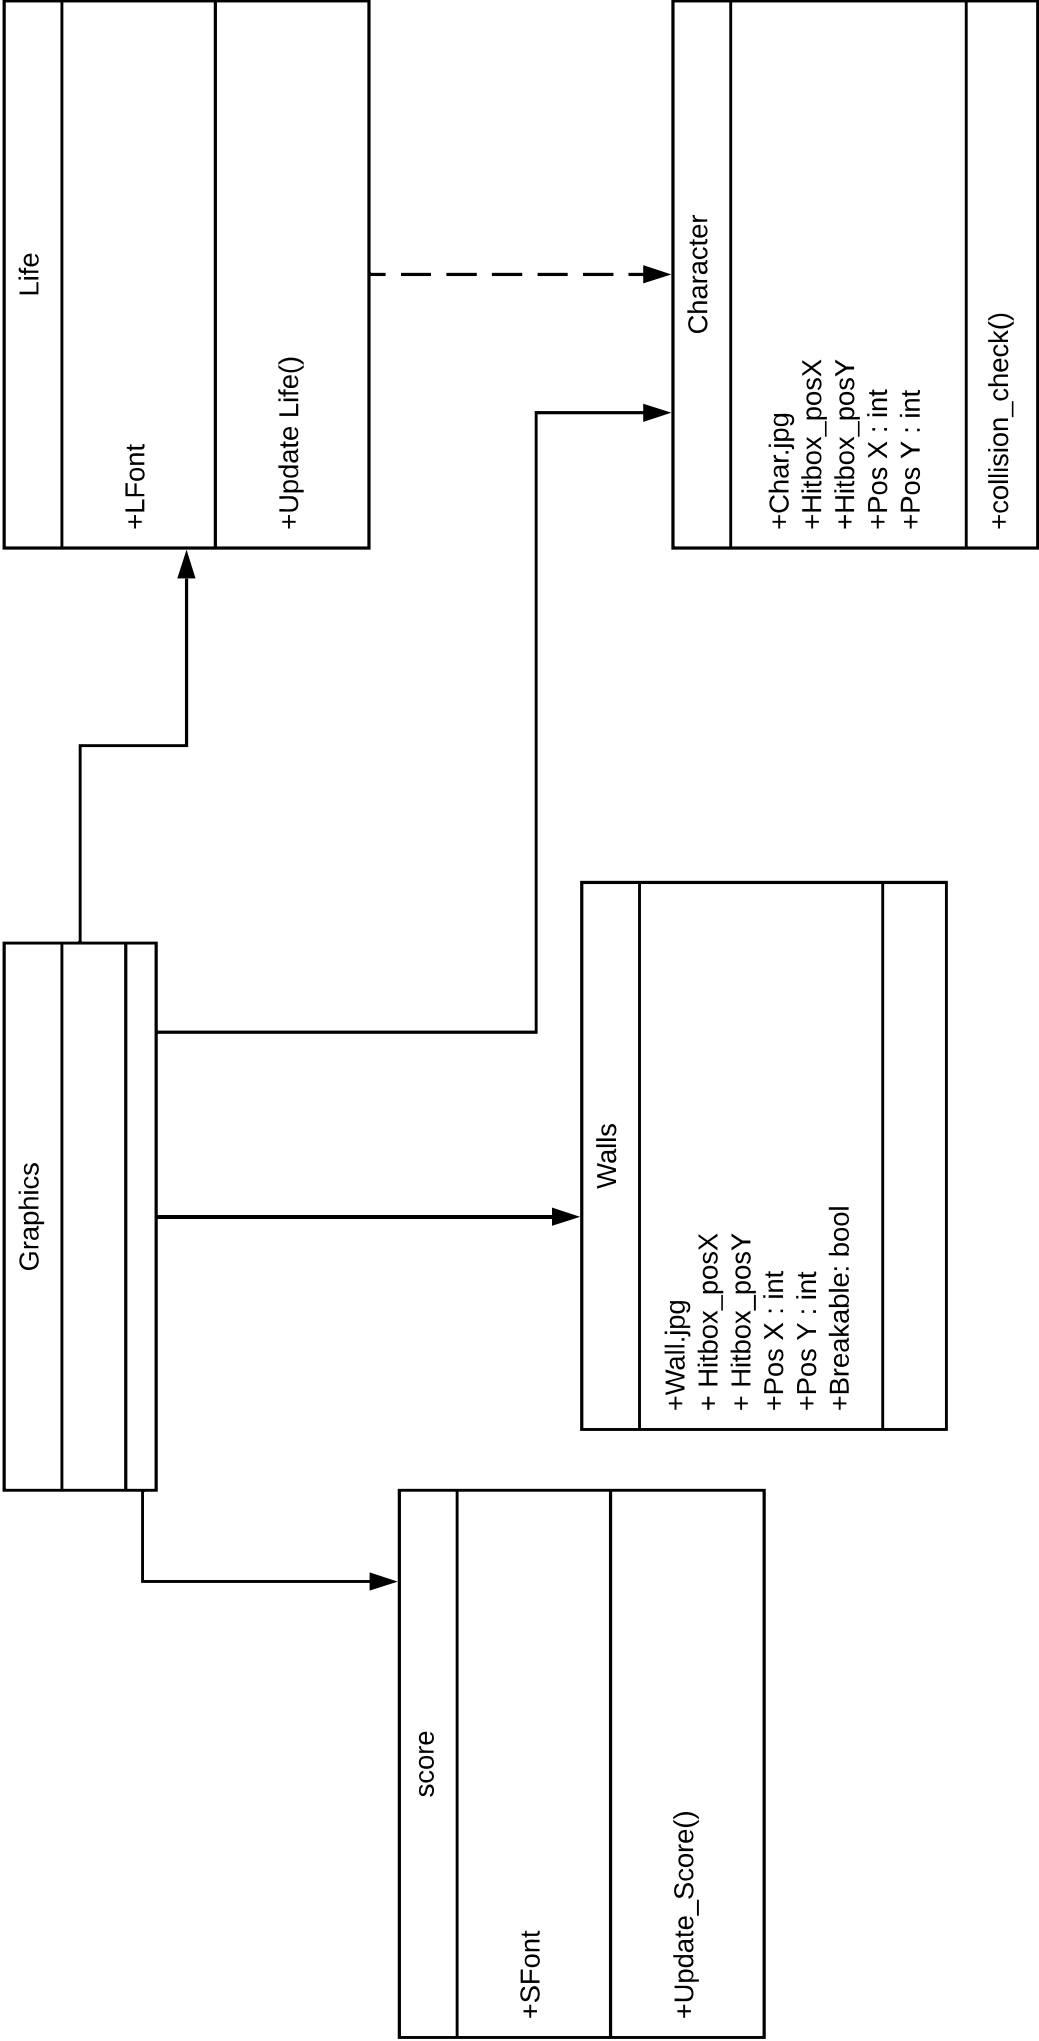 Graphics
Life
+LFont
+Update Life()
score
+SFont
+Update_Score()
Walls
+Wall.jpg
+ Hitbox_posX
+ Hitbox_posY
+Pos X : int
+Pos Y : int
+Breakable: bool
Character
+Char.jpg
+Hitbox_posX
+Hitbox_posY
+Pos X : int
+Pos Y : int
+collision_check()